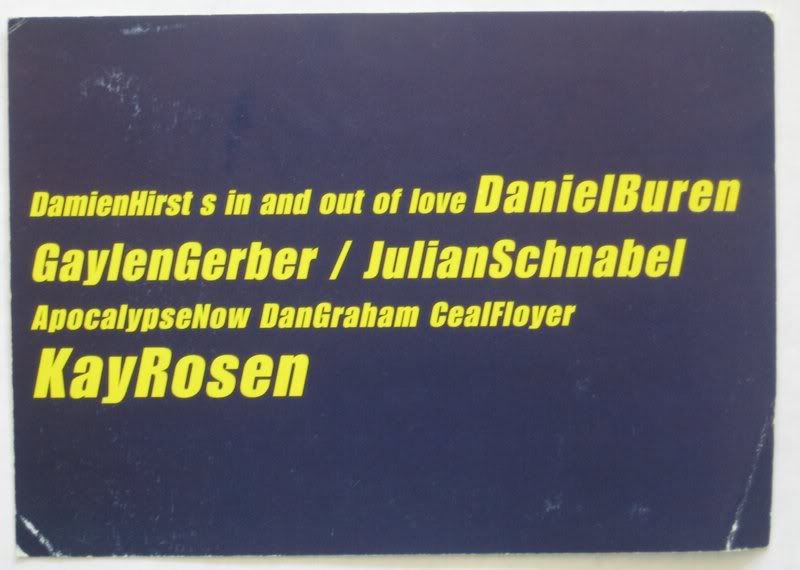 DamienHirst s in and out of love DanielBuren
GaylenGerber / JulianSchnabel
ApocalypseNow DanGraham CealFloyer
KayRosen